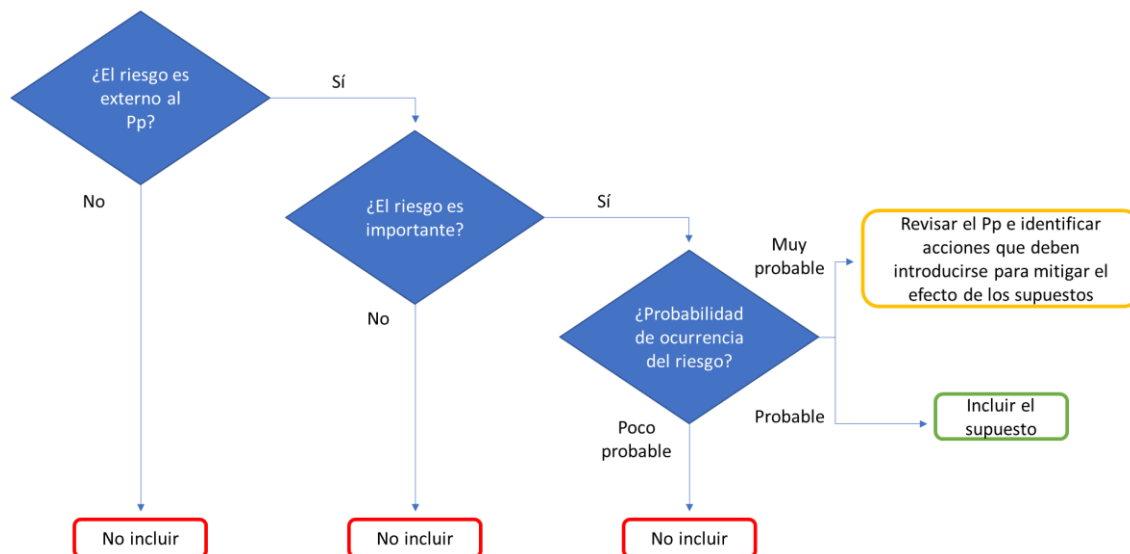 ¿El riesgo es
externo al
Pp?
Sí
No
¿El riesgo es
importante?
Sí
No
¿Probabilidad
de ocurrencia
del riesgo?
Muy
probable
Revisar el Pp e identificar
acciones que deben
introducirse para mitigar el
efecto de los supuestos
Probable
Incluir el
supuesto
Poco
probable
No incluir
No incluir
No incluir